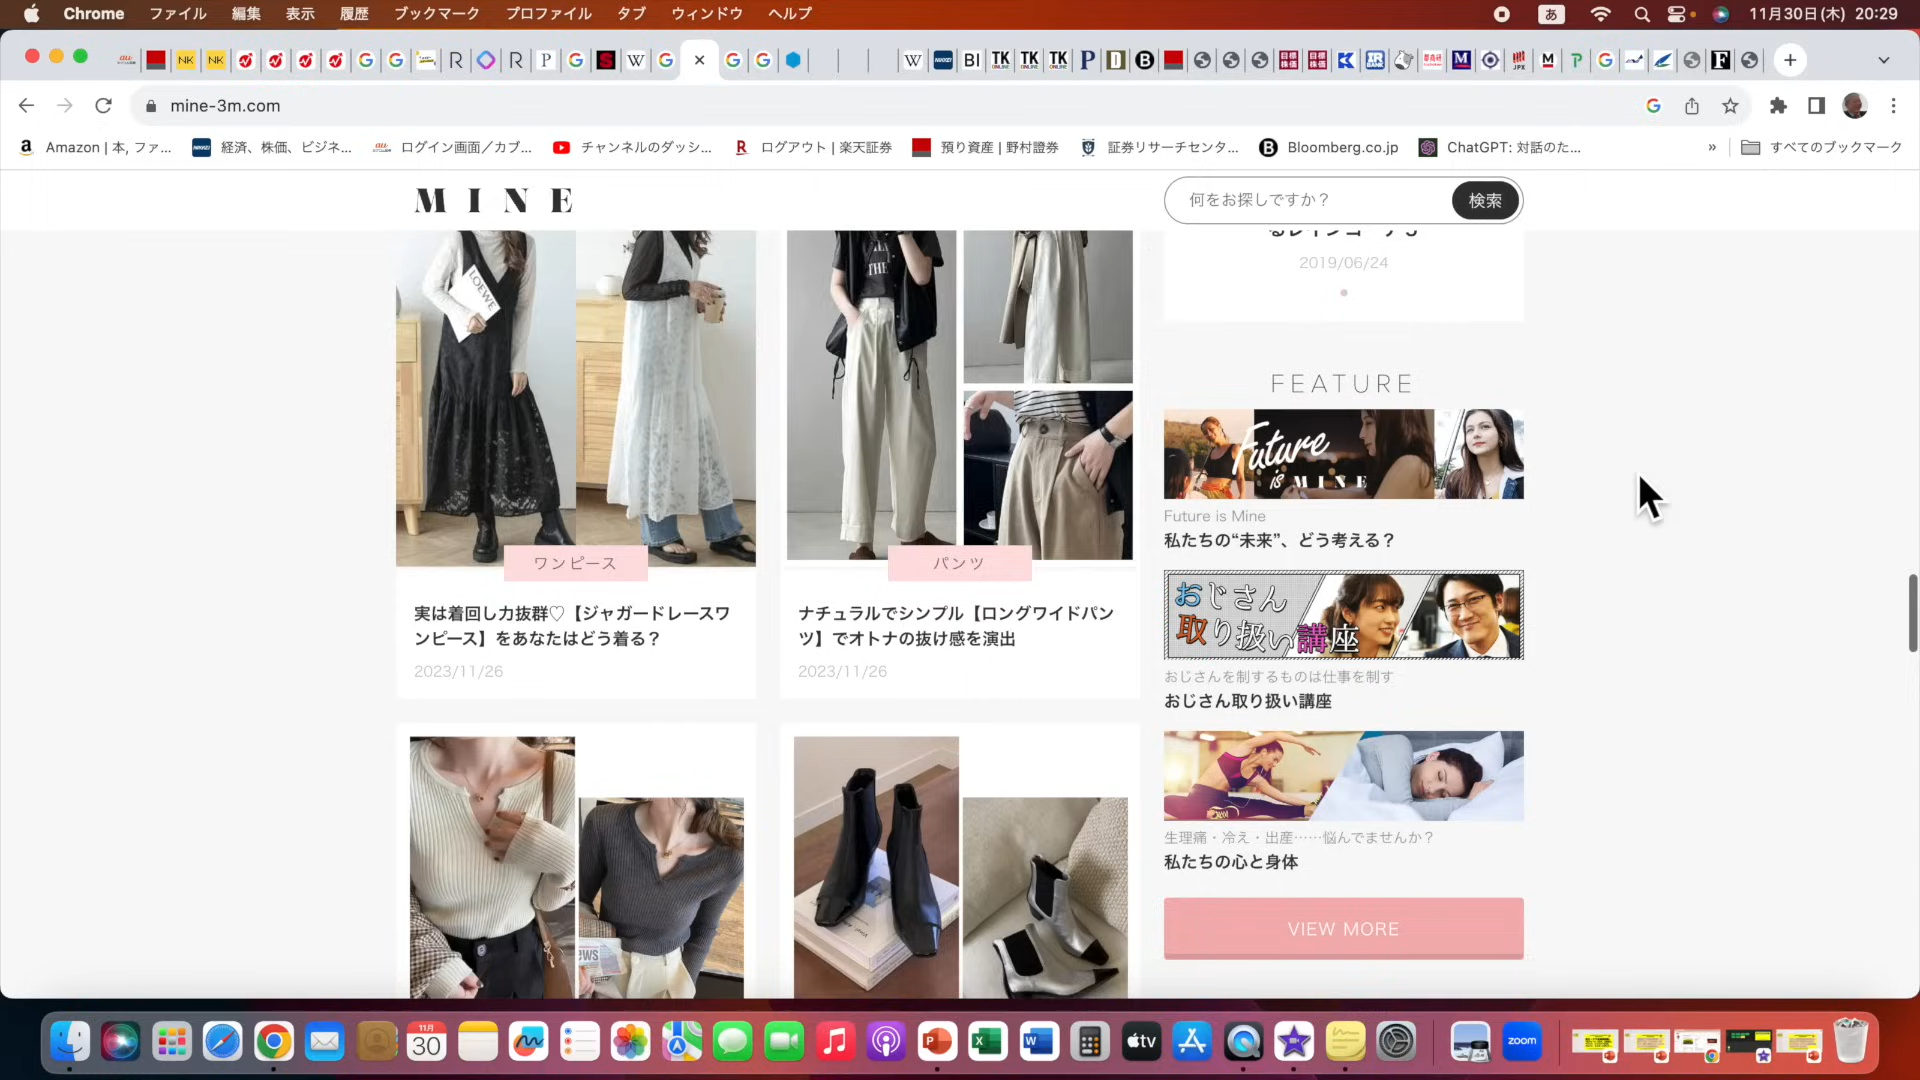 Chrome ファイル 編集 表示 履歴 ブックマーク プロファイル タブ ウィンドウ ヘルプ
あ 11月30日(木) 20:29
mine-3m.com
Amazon | 本, ファ... 経済、株価、ビジネ... ログイン画面／カブ... チャンネルのダッシ... ログアウト | 楽天証券 預り資産 | 野村證券 証券リサーチセンタ... Bloomberg.co.jp ChatGPT: 対話のた... » すべてのブックマーク
MINE
何をお探しですか？ 検索
2019/06/24
LOEWE
ワンピース
実は着回し力抜群♡【ジャガードレースワ
ンピース】をあなたはどう着る？
2023/11/26
パンツ
ナチュラルでシンプル【ロングワイドパン
ツ】でオトナの抜け感を演出
2023/11/26
FEATURE
Future
is MINE
Future is Mine
私たちの“未来”、どう考える？
おじさん
取り扱い講座
おじさんを制するものは仕事を制す
おじさん取り扱い講座
生理痛・冷え・出産……悩んでませんか？
私たちの心と身体
VIEW MORE
11月
30
tv
zoom